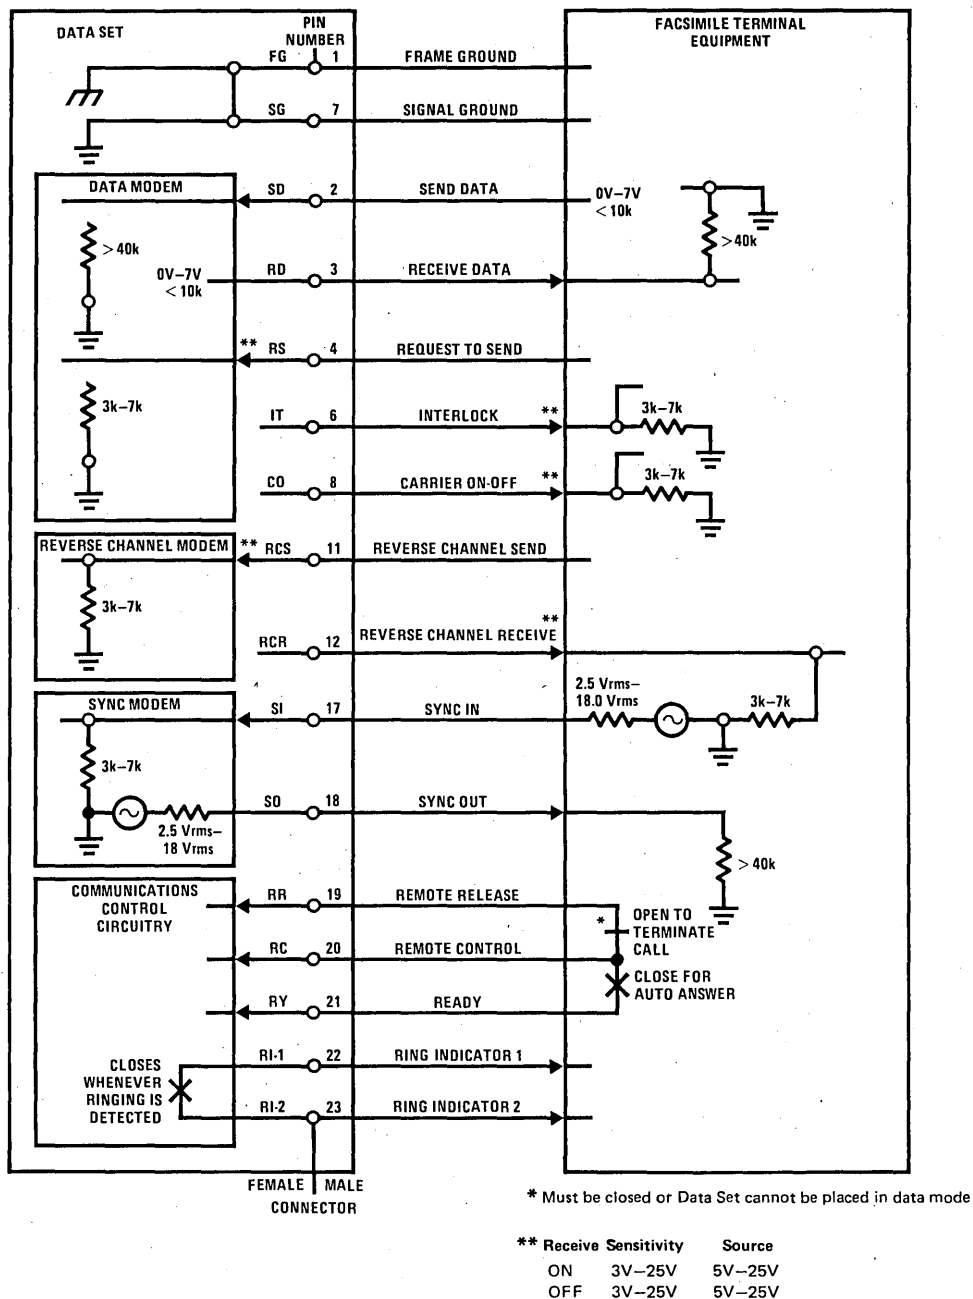 DATA SET
PIN
NUMBER
FACSIMILE TERMINAL
EQUIPMENT
FG 1 FRAME GROUND
SG 7 SIGNAL GROUND
DATA MODEM
SD 2 SEND DATA
0V–7V
< 10k
> 40k
> 40k
0V–7V
< 10k
RD 3 RECEIVE DATA
** RS 4 REQUEST TO SEND
3k–7k
IT 6 INTERLOCK **
3k–7k
CO 8 CARRIER ON-OFF **
3k–7k
REVERSE CHANNEL MODEM
** RCS 11 REVERSE CHANNEL SEND
3k–7k
RCR 12 REVERSE CHANNEL RECEIVE **
SYNC MODEM
SI 17 SYNC IN
2.5 Vrms–
18.0 Vrms
3k–7k
3k–7k
SO 18 SYNC OUT
2.5 Vrms–
18 Vrms
> 40k
COMMUNICATIONS
CONTROL
CIRCUITRY
RR 19 REMOTE RELEASE
* OPEN TO
TERMINATE
CALL
RC 20 REMOTE CONTROL
CLOSE FOR
AUTO ANSWER
RY 21 READY
RI-1 22 RING INDICATOR 1
CLOSES
WHENEVER
RINGING IS
DETECTED
RI-2 23 RING INDICATOR 2
FEMALE MALE
CONNECTOR
* Must be closed or Data Set cannot be placed in data mode
** Receive Sensitivity Source
ON 3V–25V 5V–25V
OFF 3V–25V 5V–25V